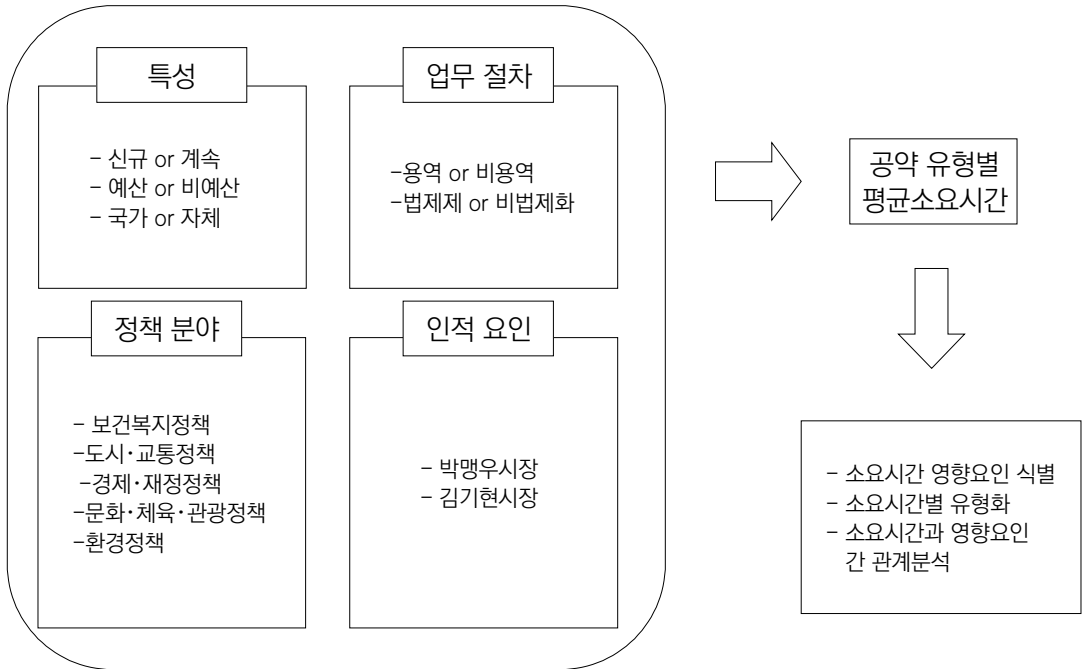 특성
- 신규 or 계속
- 예산 or 비예산
- 국가 or 자체
업무 절차
-용역 or 비용역
-법제제 or 비법제화
정책 분야
- 보건복지정책
-도시·교통정책
-경제·재정정책
-문화·체육·관광정책
-환경정책
인적 요인
- 박맹우시장
- 김기현시장
공약 유형별
평균소요시간
- 소요시간 영향요인 식별
- 소요시간별 유형화
- 소요시간과 영향요인
간 관계분석